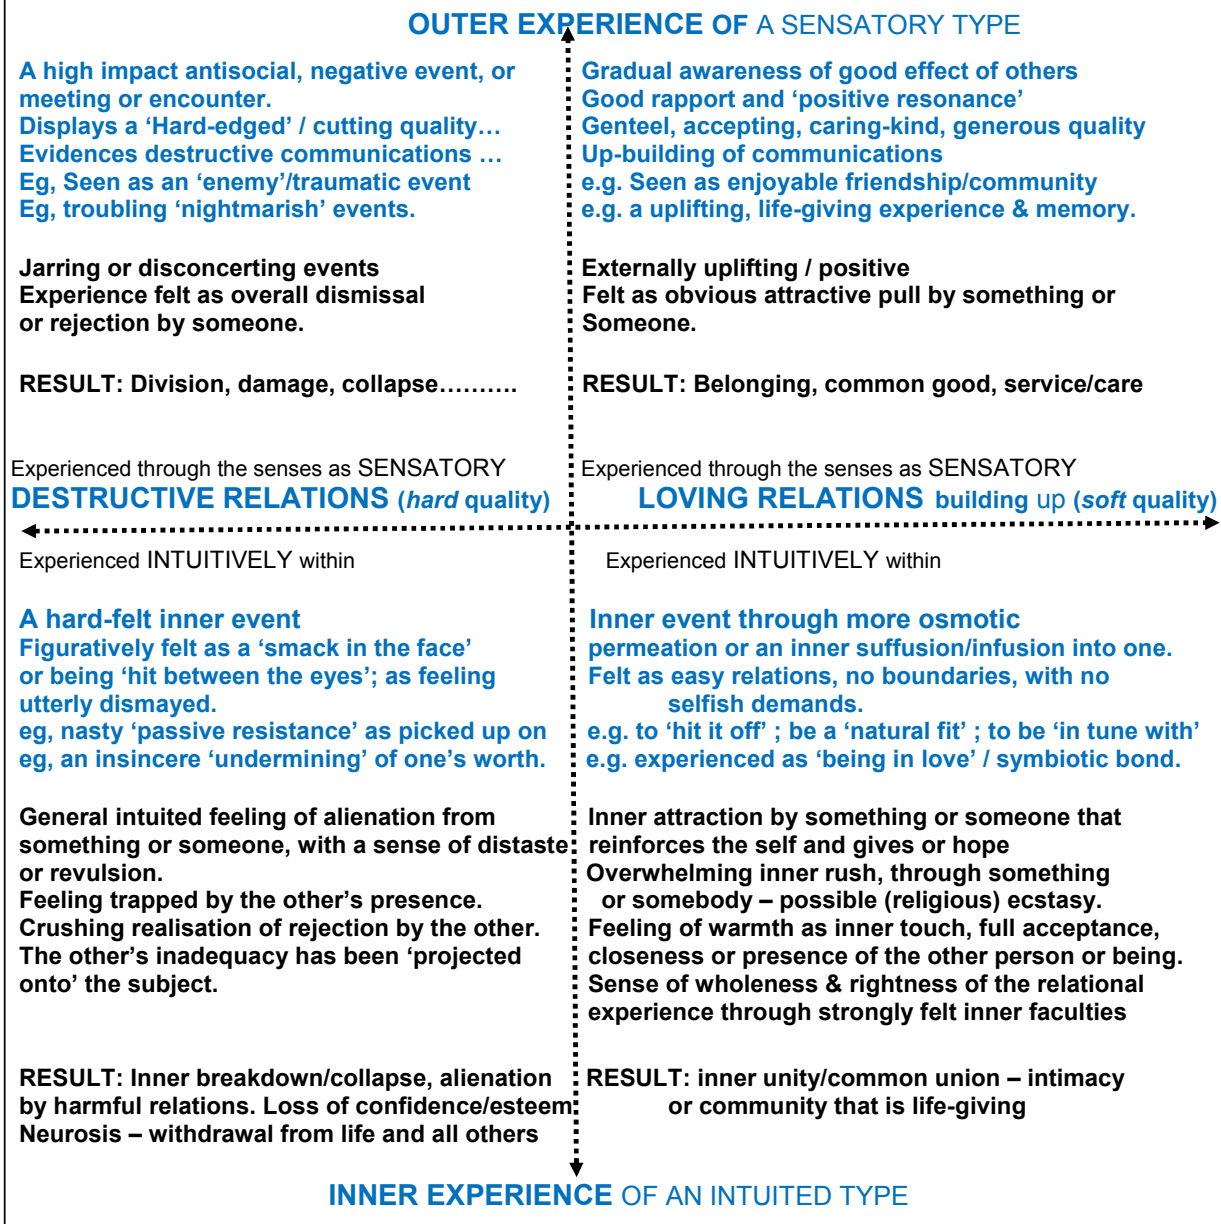 OUTER EXPERIENCE OF A SENSATORY TYPE
A high impact antisocial, negative event, or
meeting or encounter.
Displays a ‘Hard-edged’ / cutting quality…
Evidences destructive communications …
Eg, Seen as an ‘enemy’/traumatic event
Eg, troubling ‘nightmarish’ events.
Jarring or disconcerting events
Experience felt as overall dismissal
or rejection by someone.
RESULT: Division, damage, collapse……….
Experienced through the senses as SENSATORY
DESTRUCTIVE RELATIONS (hard quality)
Gradual awareness of good effect of others
Good rapport and ‘positive resonance’
Genteel, accepting, caring-kind, generous quality
Up-building of communications
e.g. Seen as enjoyable friendship/community
e.g. a uplifting, life-giving experience & memory.
Externally uplifting / positive
Felt as obvious attractive pull by something or
Someone.
RESULT: Belonging, common good, service/care
Experienced through the senses as SENSATORY
LOVING RELATIONS building up (soft quality)
Experienced INTUITIVELY within
A hard-felt inner event
Figuratively felt as a ‘smack in the face’
or being ‘hit between the eyes’; as feeling
utterly dismayed.
eg, nasty ‘passive resistance’ as picked up on
eg, an insincere ‘undermining’ of one’s worth.
General intuited feeling of alienation from
something or someone, with a sense of distaste
or revulsion.
Feeling trapped by the other’s presence.
Crushing realisation of rejection by the other.
The other’s inadequacy has been ‘projected
onto’ the subject.
RESULT: Inner breakdown/collapse, alienation
by harmful relations. Loss of confidence/esteem
Neurosis – withdrawal from life and all others
Experienced INTUITIVELY within
Inner event through more osmotic
permeation or an inner suffusion/infusion into one.
Felt as easy relations, no boundaries, with no
selfish demands.
e.g. to ‘hit it off’ ; be a ‘natural fit’ ; to be ‘in tune with’
e.g. experienced as ‘being in love’ / symbiotic bond.
Inner attraction by something or someone that
reinforces the self and gives or hope
Overwhelming inner rush, through something
or somebody – possible (religious) ecstasy.
Feeling of warmth as inner touch, full acceptance,
closeness or presence of the other person or being.
Sense of wholeness & rightness of the relational
experience through strongly felt inner faculties
RESULT: inner unity/common union – intimacy
or community that is life-giving
INNER EXPERIENCE OF AN INTUITED TYPE